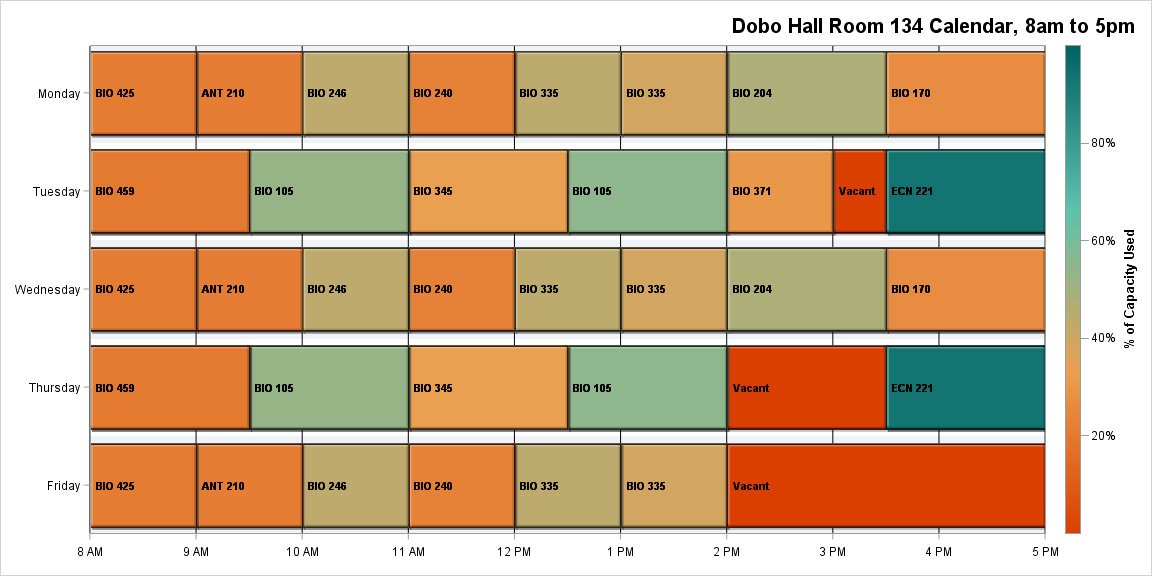 Dobo Hall Room 134 Calendar, 8am to 5pm
Monday BIO 425 ANT 210 BIO 246 BIO 240 BIO 335 BIO 335 BIO 204 BIO 170
80%
Tuesday BIO 459 BIO 105 BIO 345 BIO 105 BIO 371 Vacant ECN 221
60%
% of Capacity Used
Wednesday BIO 425 ANT 210 BIO 246 BIO 240 BIO 335 BIO 335 BIO 204 BIO 170
40%
Thursday BIO 459 BIO 105 BIO 345 BIO 105 Vacant ECN 221
20%
Friday BIO 425 ANT 210 BIO 246 BIO 240 BIO 335 BIO 335 Vacant
8 AM 9 AM 10 AM 11 AM 12 PM 1 PM 2 PM 3 PM 4 PM 5 PM